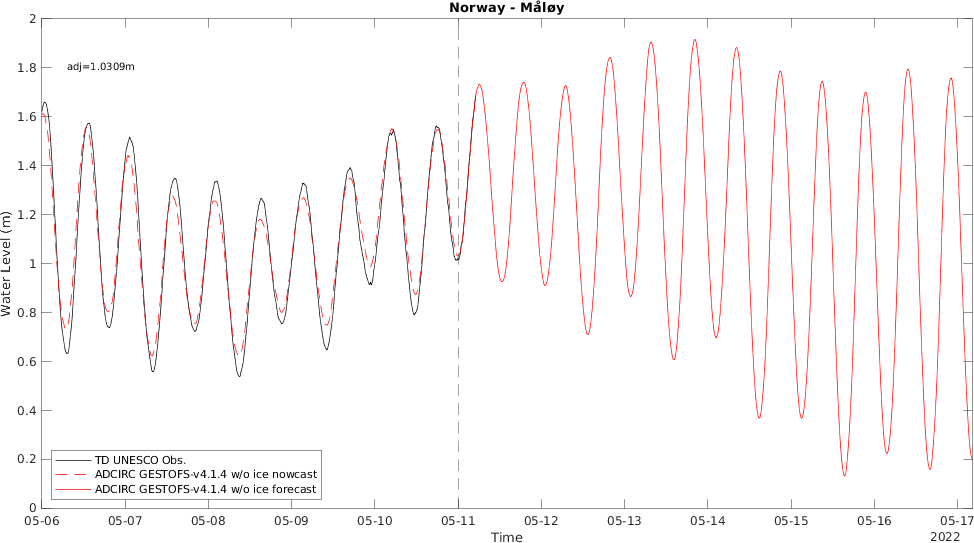 Norway - Måløy
adj=1.0309m
2
1.8
1.6
1.4
1.2
1
0.8
0.6
0.4
0.2
0
Water Level (m)
TD UNESCO Obs.
ADCIRC GESTOFS-v4.1.4 w/o ice nowcast
ADCIRC GESTOFS-v4.1.4 w/o ice forecast
05-06 05-07 05-08 05-09 05-10 05-11 05-12 05-13 05-14 05-15 05-16 05-17
Time
2022